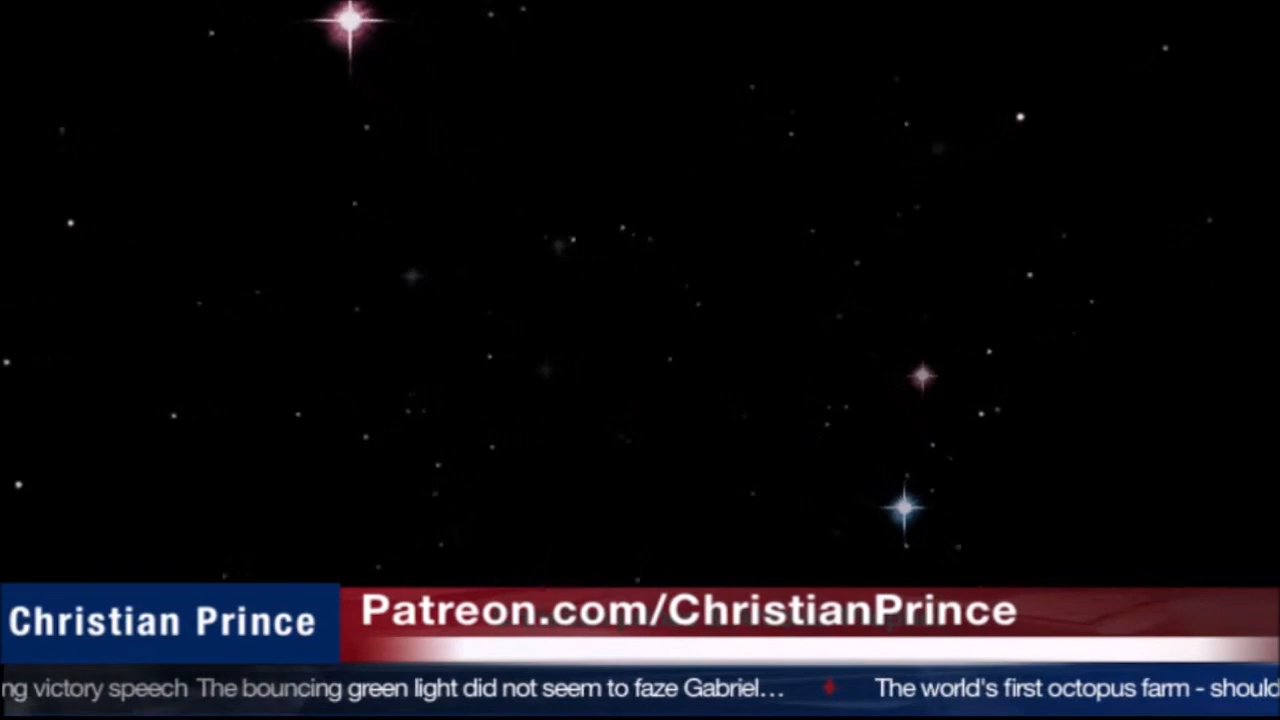 Christian Prince
Patreon.com/ChristianPrince
ng victory speech The bouncing green light did not seem to faze Gabriel… The world's first octopus farm - should